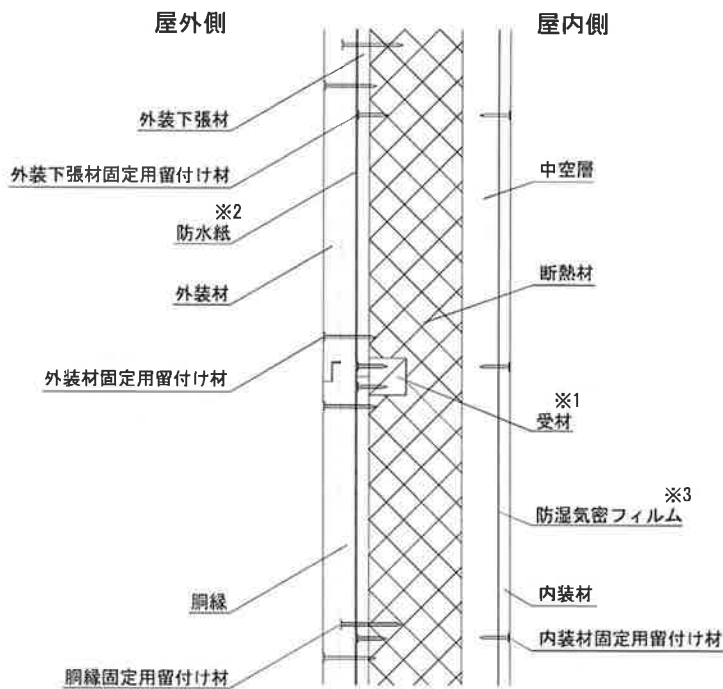 屋外側
屋内側
外装下張材
外装下張材固定用留付け材
※2
防水紙
外装材
外装材固定用留付け材
胴縁
胴縁固定用留付け材
中空層
断熱材
※1
受材
※3
防湿気密フィルム
内装材
内装材固定用留付け材